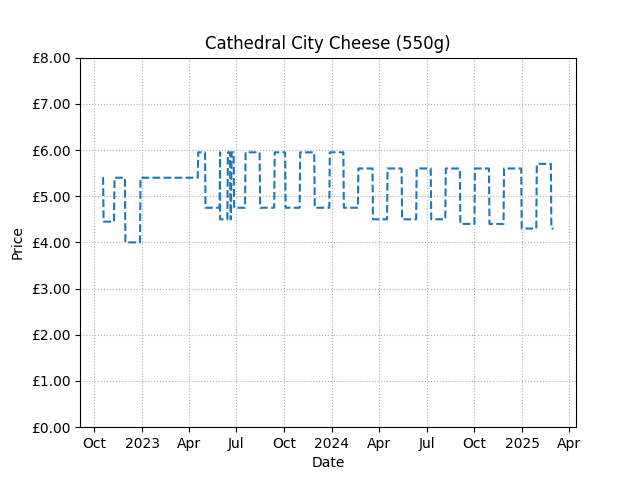 Cathedral City Cheese (550g)
£8.00
£7.00
£6.00
£5.00
£4.00
£3.00
£2.00
£1.00
£0.00
Price
Oct 2023 Apr Jul Oct 2024 Apr Jul Oct 2025 Apr
Date